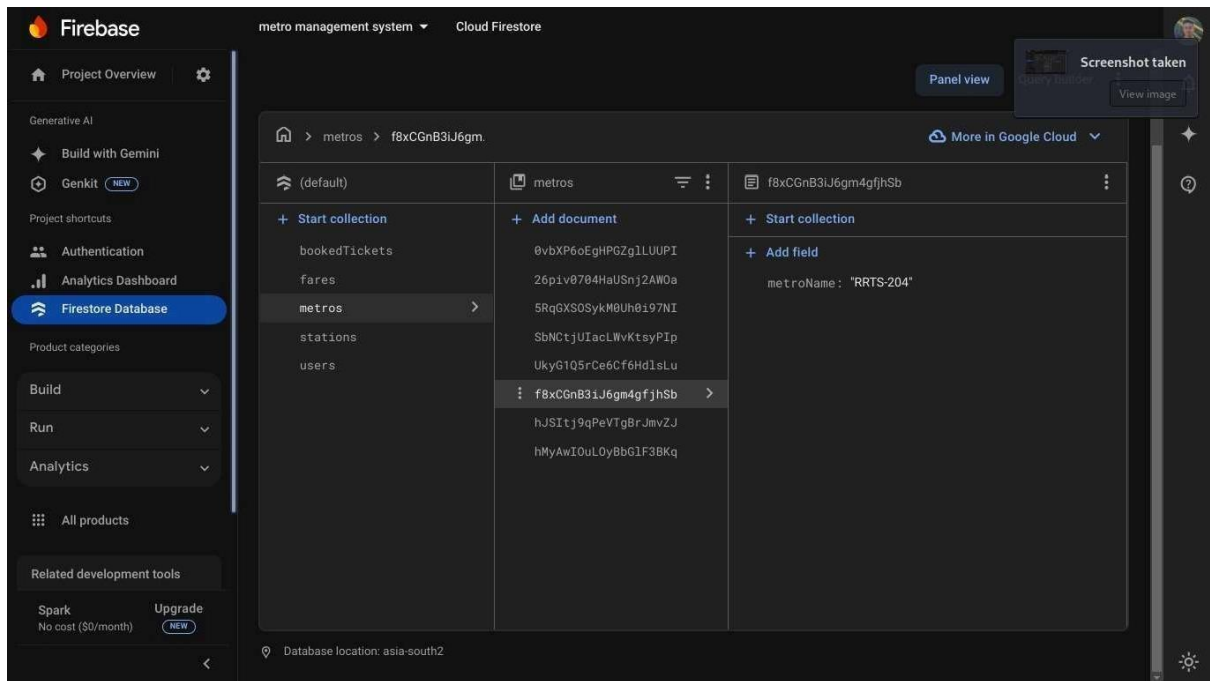 Firebase
metro management system
Cloud Firestore
Project Overview
Screenshot taken
View image
Panel view
Query builder
Generative AI
Build with Gemini
Genkit NEW
Project shortcuts
Authentication
Analytics Dashboard
Firestore Database
Product categories
Build
Run
Analytics
All products
Related development tools
Spark
No cost ($0/month)
Upgrade
NEW
metros > f8xCGnB3iJ6gm.
More in Google Cloud
(default)
+ Start collection
bookedTickets
fares
metros
stations
users
metros
+ Add document
0vbXP6oEgHPGZglLUUPI
26piv0704HaUSnj2AWOa
5RqGXSOSykM0Uh0i97NI
SbNCtjUIacLWvKtsyPIp
UkyG1Q5rCe6Cf6HdlsLu
f8xCGnB3iJ6gm4gfjhSb
hJSItj9qPeVTgBrJmvZJ
hMyAwIOuLOyBbGlF3BKq
f8xCGnB3iJ6gm4gfjhSb
+ Start collection
+ Add field
metroName: "RRTS-204"
Database location: asia-south2